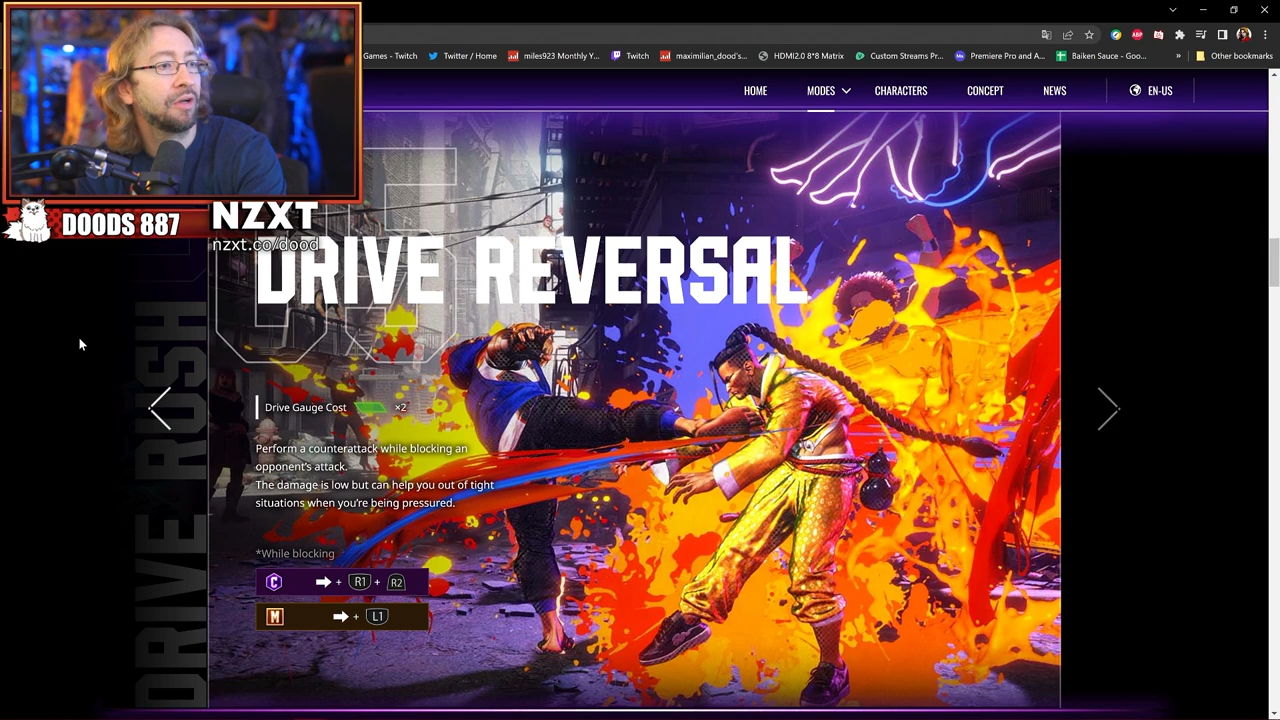 Games - Twitch
Twitter / Home
miles923 Monthly Y...
Twitch
maximilian_dood's...
HDMI2.0 8*8 Matrix
Custom Streams Pr...
Premiere Pro and A...
Baiken Sauce - Goo...
»
Other bookmarks
HOME
MODES
CHARACTERS
CONCEPT
NEWS
EN-US
DOODS 887
NZXT
nzxt.co/dood
DRIVE REVERSAL
DRIVE RUSH
Drive Gauge Cost ×2
Perform a counterattack while blocking an
opponent's attack.
The damage is low but can help you out of tight
situations when you're being pressured.
*While blocking
C ➡ + R1 + R2
M ➡ + L1